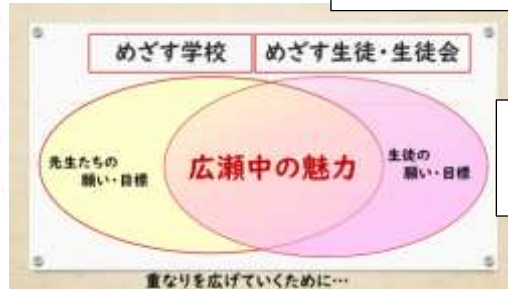 めざす学校 めざす生徒・生徒会
先生たちの
願い・目標
広瀬中の魅力
生徒の
願い・目標
重なりを広げていくために…